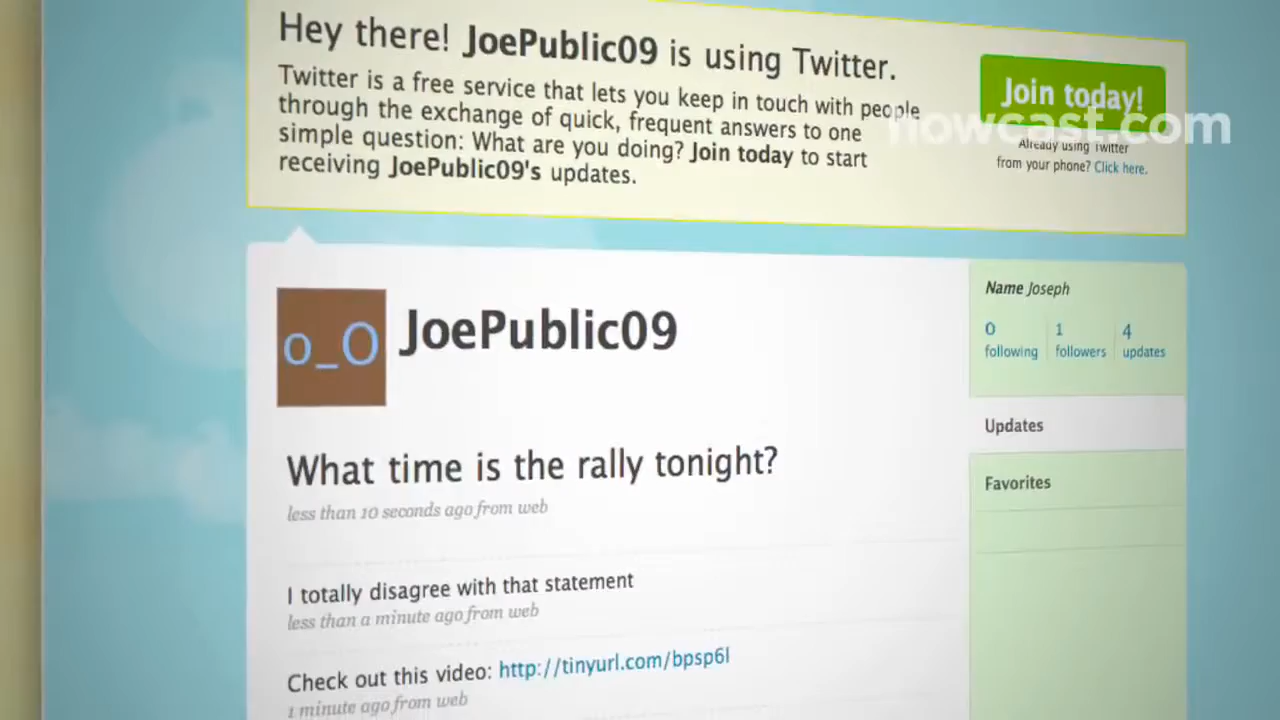 Hey there! JoePublic09 is using Twitter.
Twitter is a free service that lets you keep in touch with people
through the exchange of quick, frequent answers to one
simple question: What are you doing? Join today to start
receiving JoePublic09's updates.
Join today!
howcast.com
Already using Twitter
from your phone? Click here.
o_O
JoePublic09
Name Joseph
0 1 4
following followers updates
Updates
Favorites
What time is the rally tonight?
less than 10 seconds ago from web
I totally disagree with that statement
less than a minute ago from web
Check out this video: http://tinyurl.com/bpsp6l
1 minute ago from web